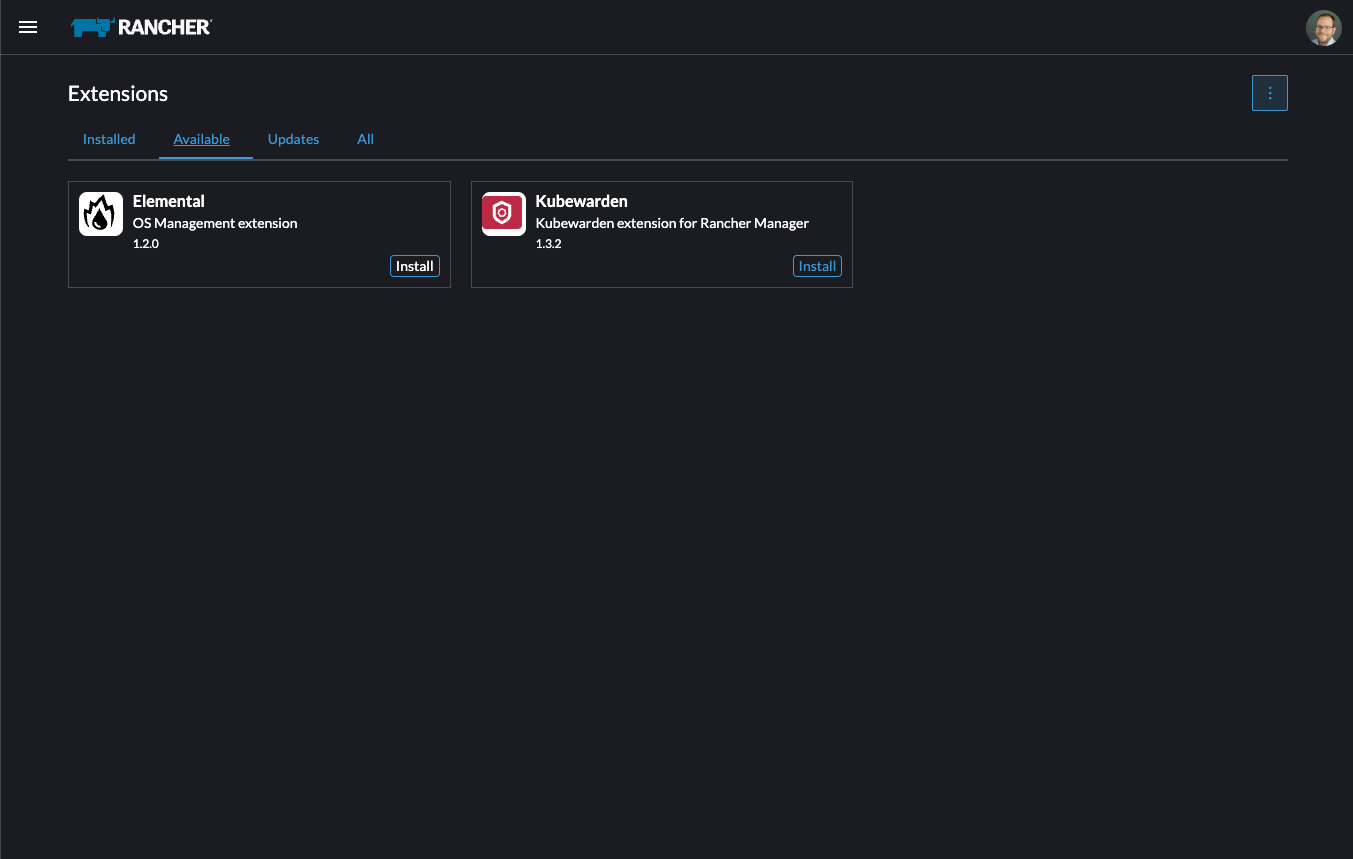 RANCHER
Extensions
Installed
Available
Updates
All
Elemental
OS Management extension
1.2.0
Install
Kubewarden
Kubewarden extension for Rancher Manager
1.3.2
Install